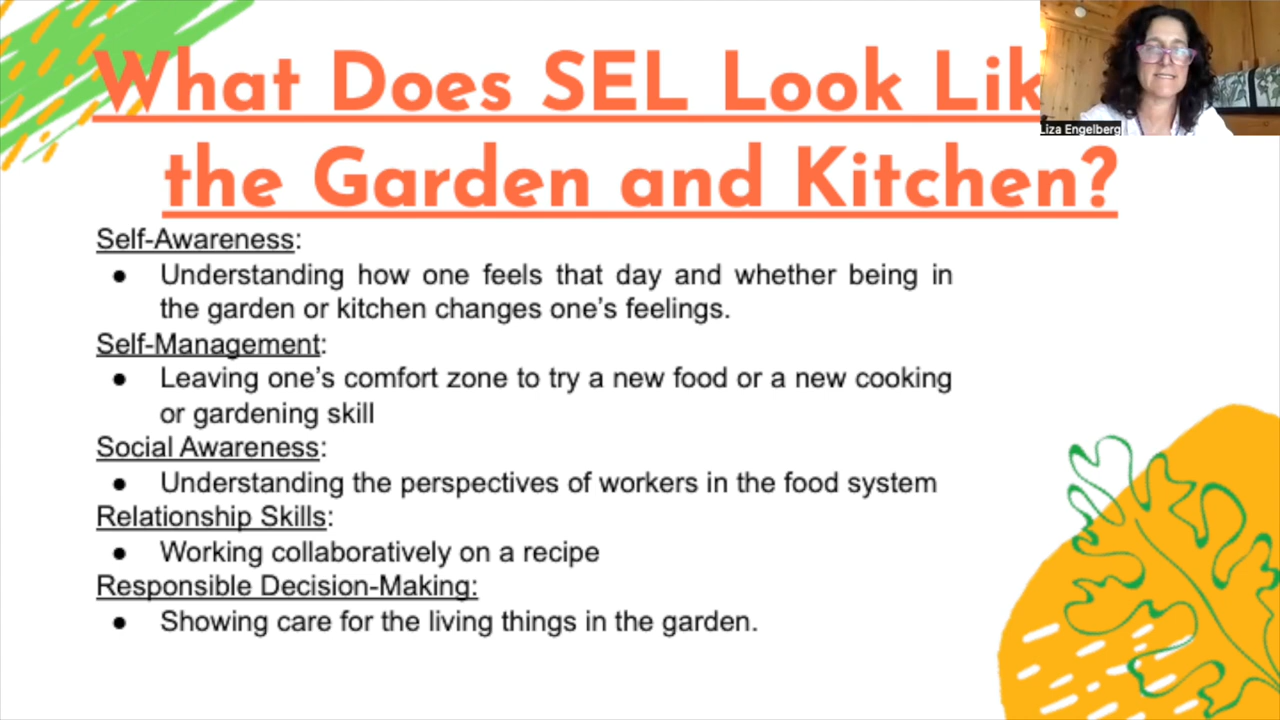 What Does SEL Look Lik
the Garden and Kitchen?
Liza Engelberg
Self-Awareness:
● Understanding how one feels that day and whether being in
the garden or kitchen changes one's feelings.
Self-Management:
● Leaving one's comfort zone to try a new food or a new cooking
or gardening skill
Social Awareness:
● Understanding the perspectives of workers in the food system
Relationship Skills:
● Working collaboratively on a recipe
Responsible Decision-Making:
● Showing care for the living things in the garden.